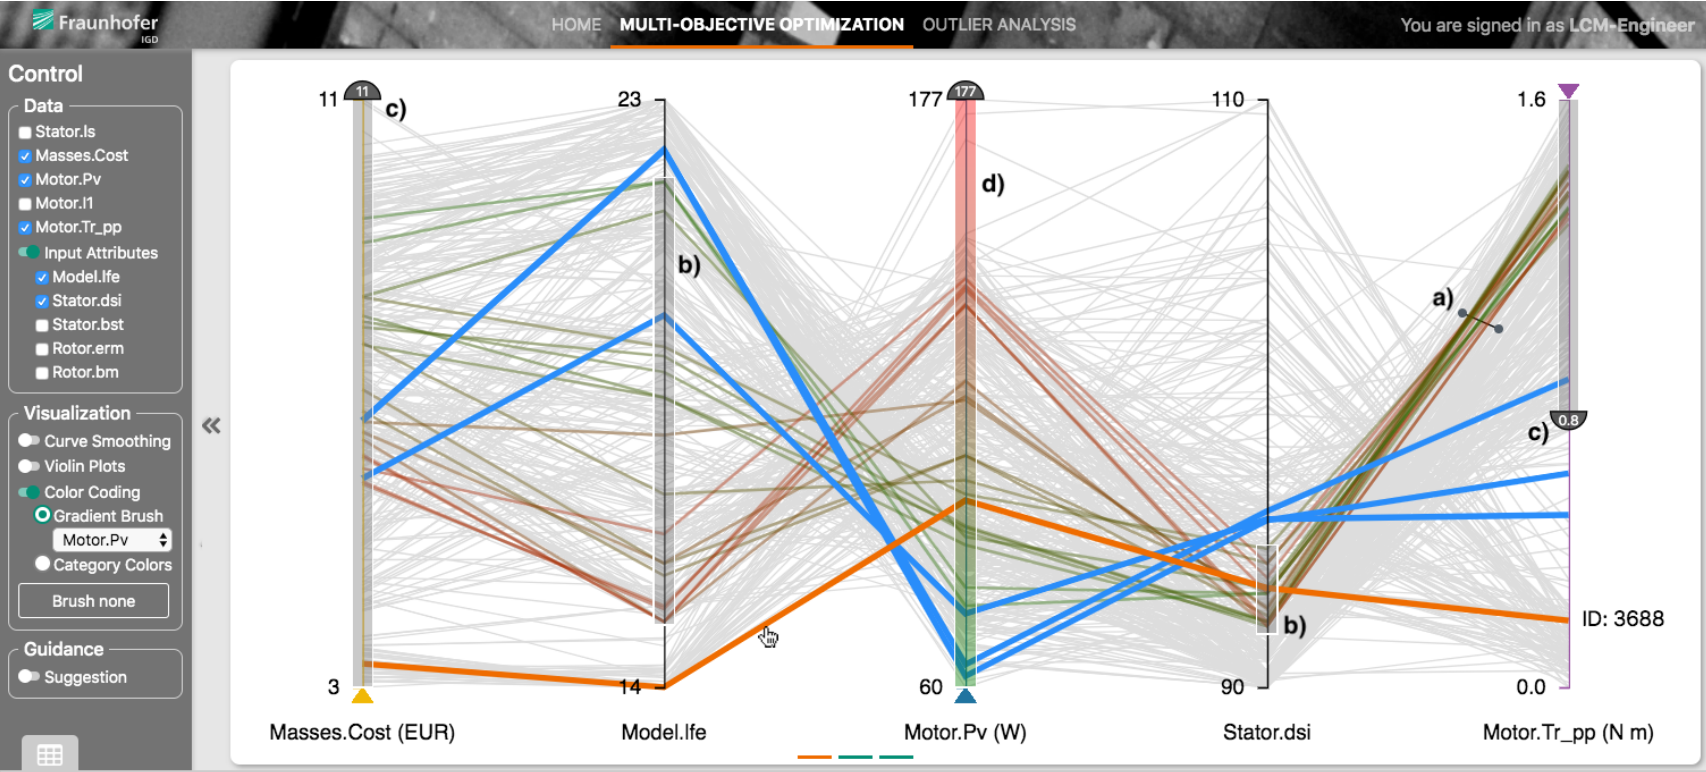 Fraunhofer
IGD
HOME MULTI-OBJECTIVE OPTIMIZATION OUTLIER ANALYSIS
You are signed in as LCM-Engineer
Control
Data
Stator.ls
Masses.Cost
Motor.Pv
Motor.I1
Motor.Tr_pp
Input Attributes
Model.lfe
Stator.dsi
Stator.bst
Rotor.erm
Rotor.bm
Visualization
Curve Smoothing
Violin Plots
Color Coding
Gradient Brush
Motor.Pv
Category Colors
Brush none
Guidance
Suggestion
«
11 11 c) 23 177 177 110 1.6
d)
b)
a)
0.8
c)
ID: 3688
b)
3 14 60 90 0.0
Masses.Cost (EUR) Model.lfe Motor.Pv (W) Stator.dsi Motor.Tr_pp (N m)